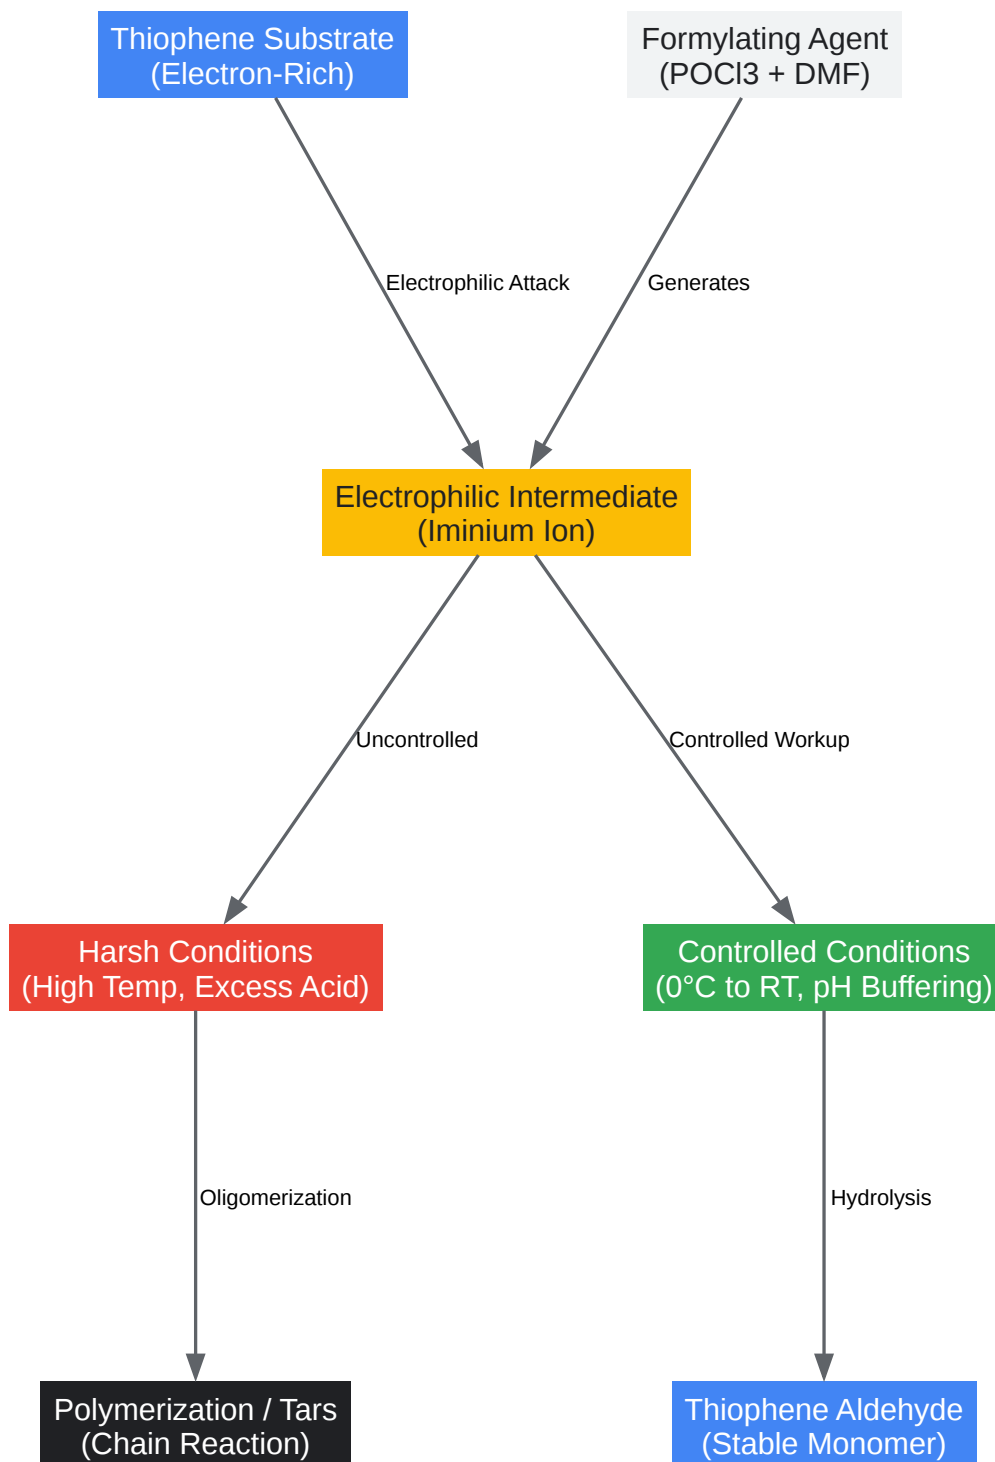 Thiophene Substrate
(Electron-Rich)
Formylating Agent
(POCl3 + DMF)
Electrophilic Attack
Generates
Electrophilic Intermediate
(Iminium Ion)
Uncontrolled
Controlled Workup
Harsh Conditions
(High Temp, Excess Acid)
Controlled Conditions
(0°C to RT, pH Buffering)
Oligomerization
Hydrolysis
Polymerization / Tars
(Chain Reaction)
Thiophene Aldehyde
(Stable Monomer)